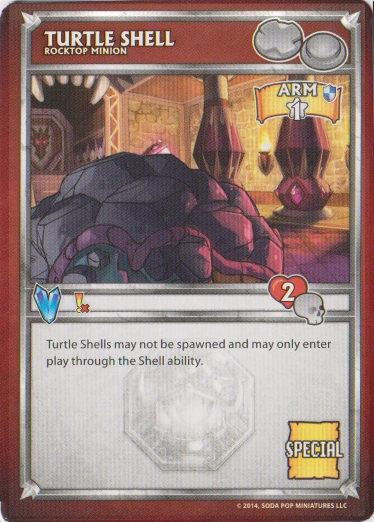 TURTLE SHELL
ROCKTOP MINION
ARM
1
2
Turtle Shells may not be spawned and may only enter
play through the Shell ability.
SPECIAL
© 2014, SODA POP MINIATURES LLC